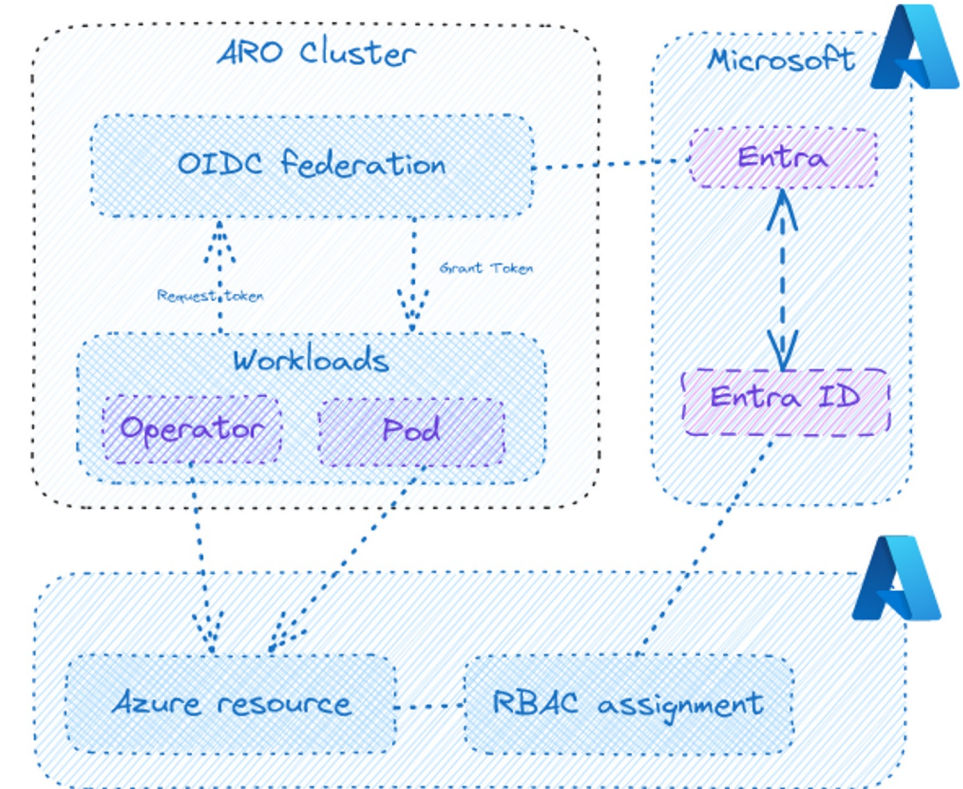 ARO Cluster
Microsoft
OIDC federation
Entra
Grant Token
Request token
Workloads
Operator
Pod
Entra ID
Azure resource
RBAC assignment